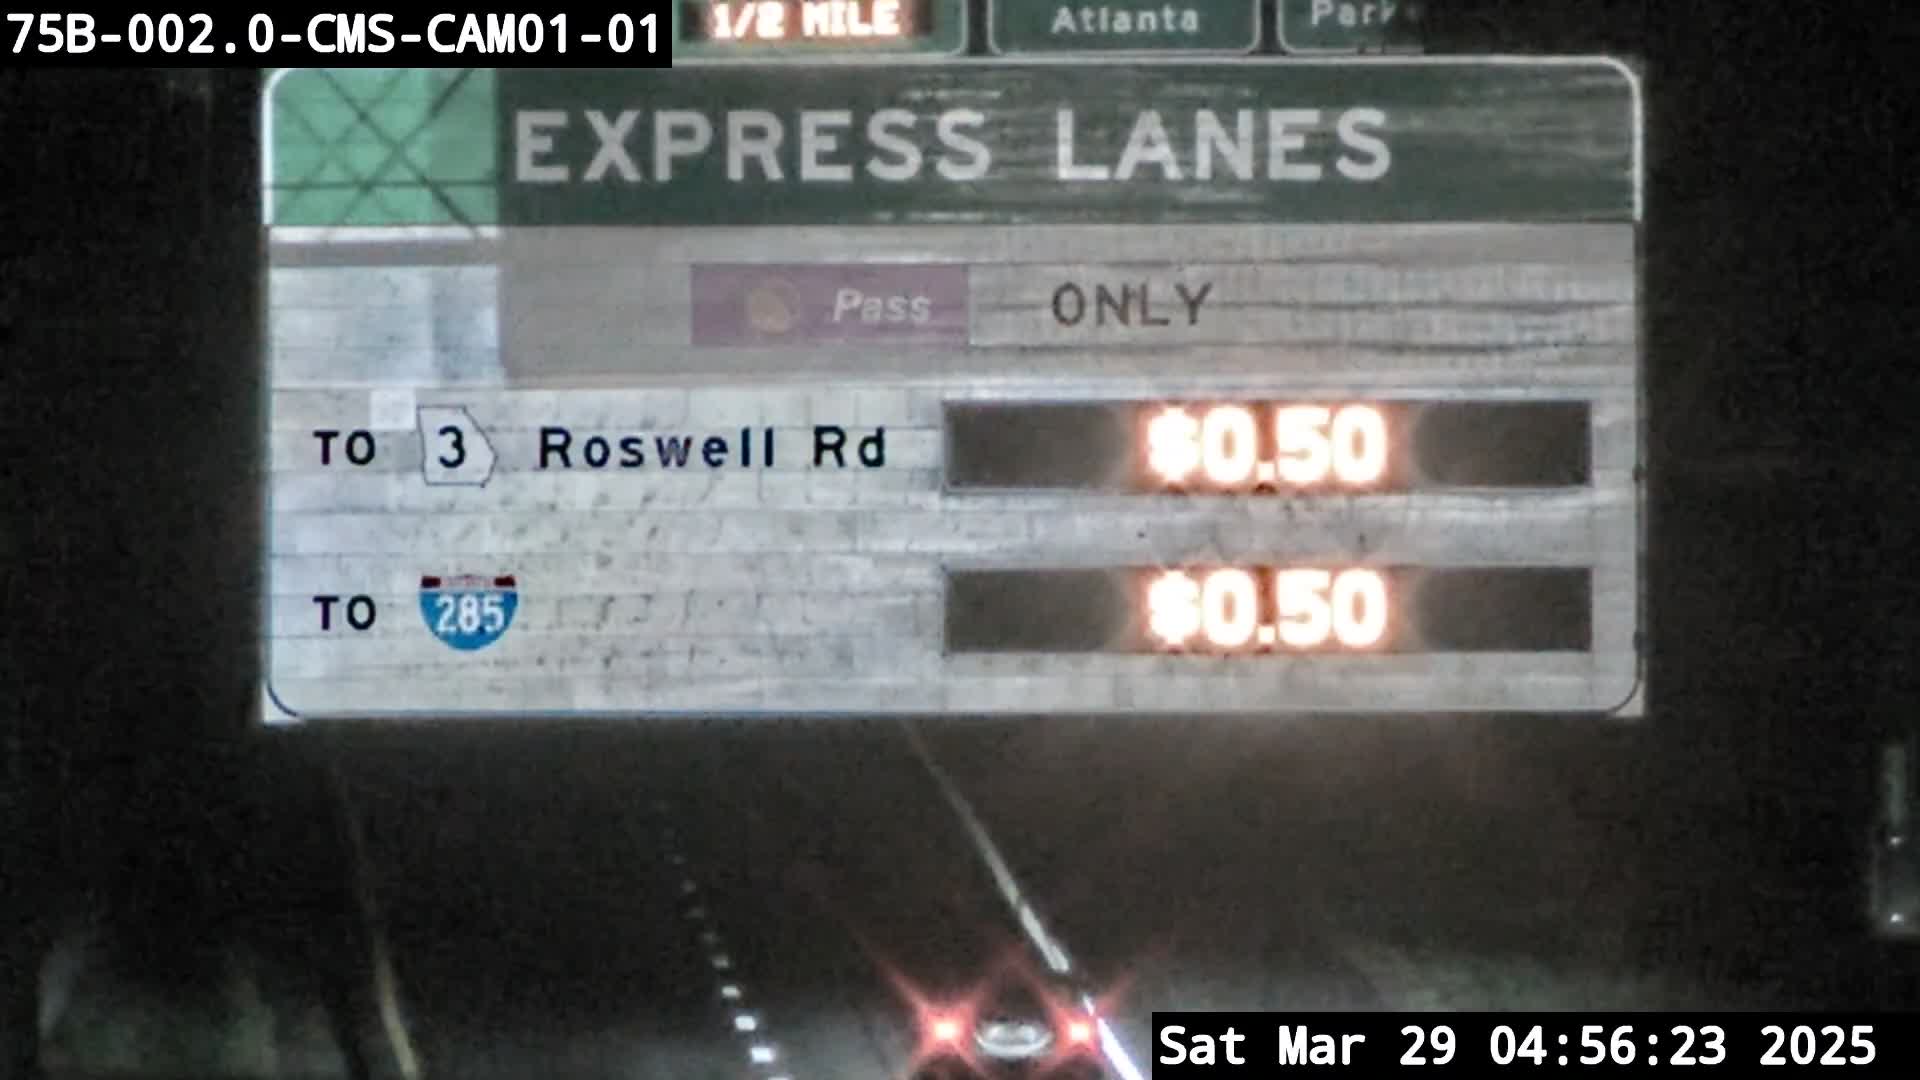 75B-002.0-CMS-CAM01-01
1/2 MILE
Atlanta
Park
EXPRESS LANES
Pass ONLY
TO 3 Roswell Rd $0.50
TO 285 $0.50
Sat Mar 29 04:56:23 2025